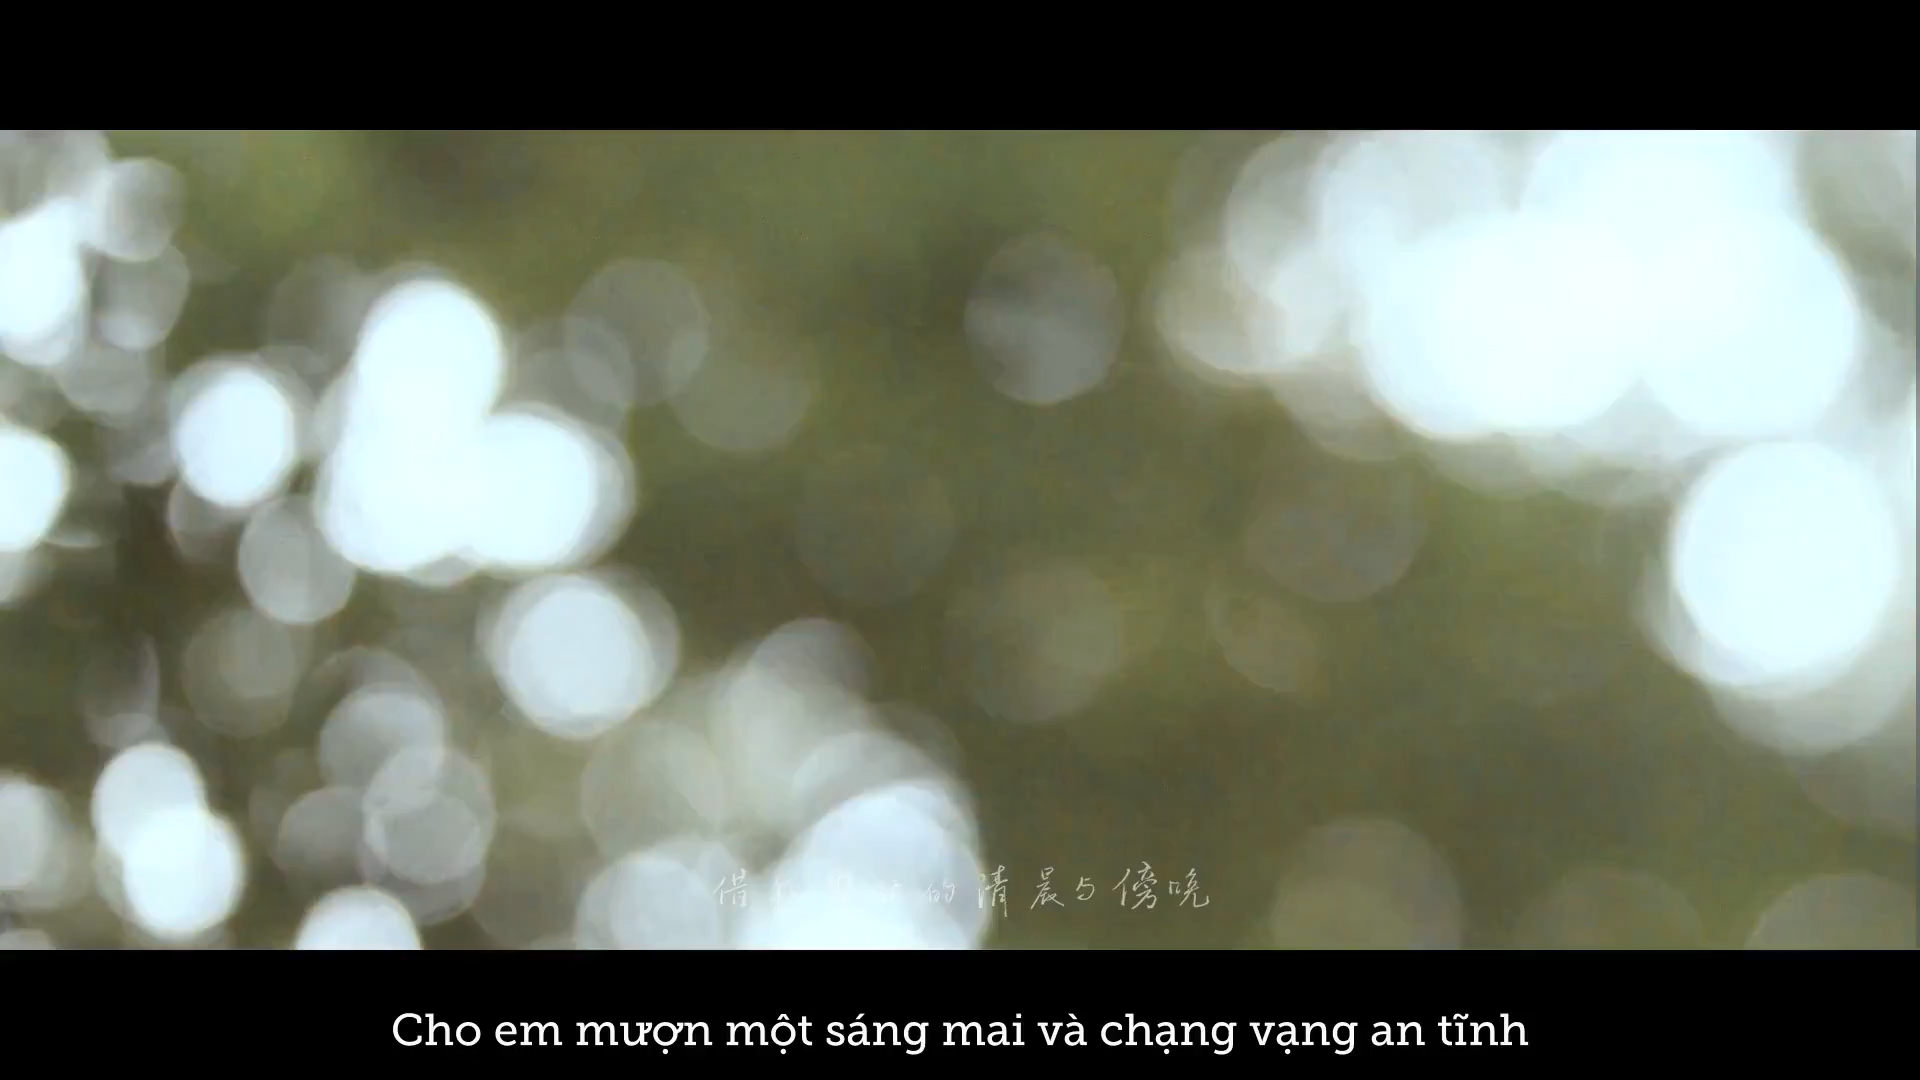 借 的清晨与傍晚
Cho em mượn một sáng mai và chạng vạng an tĩnh